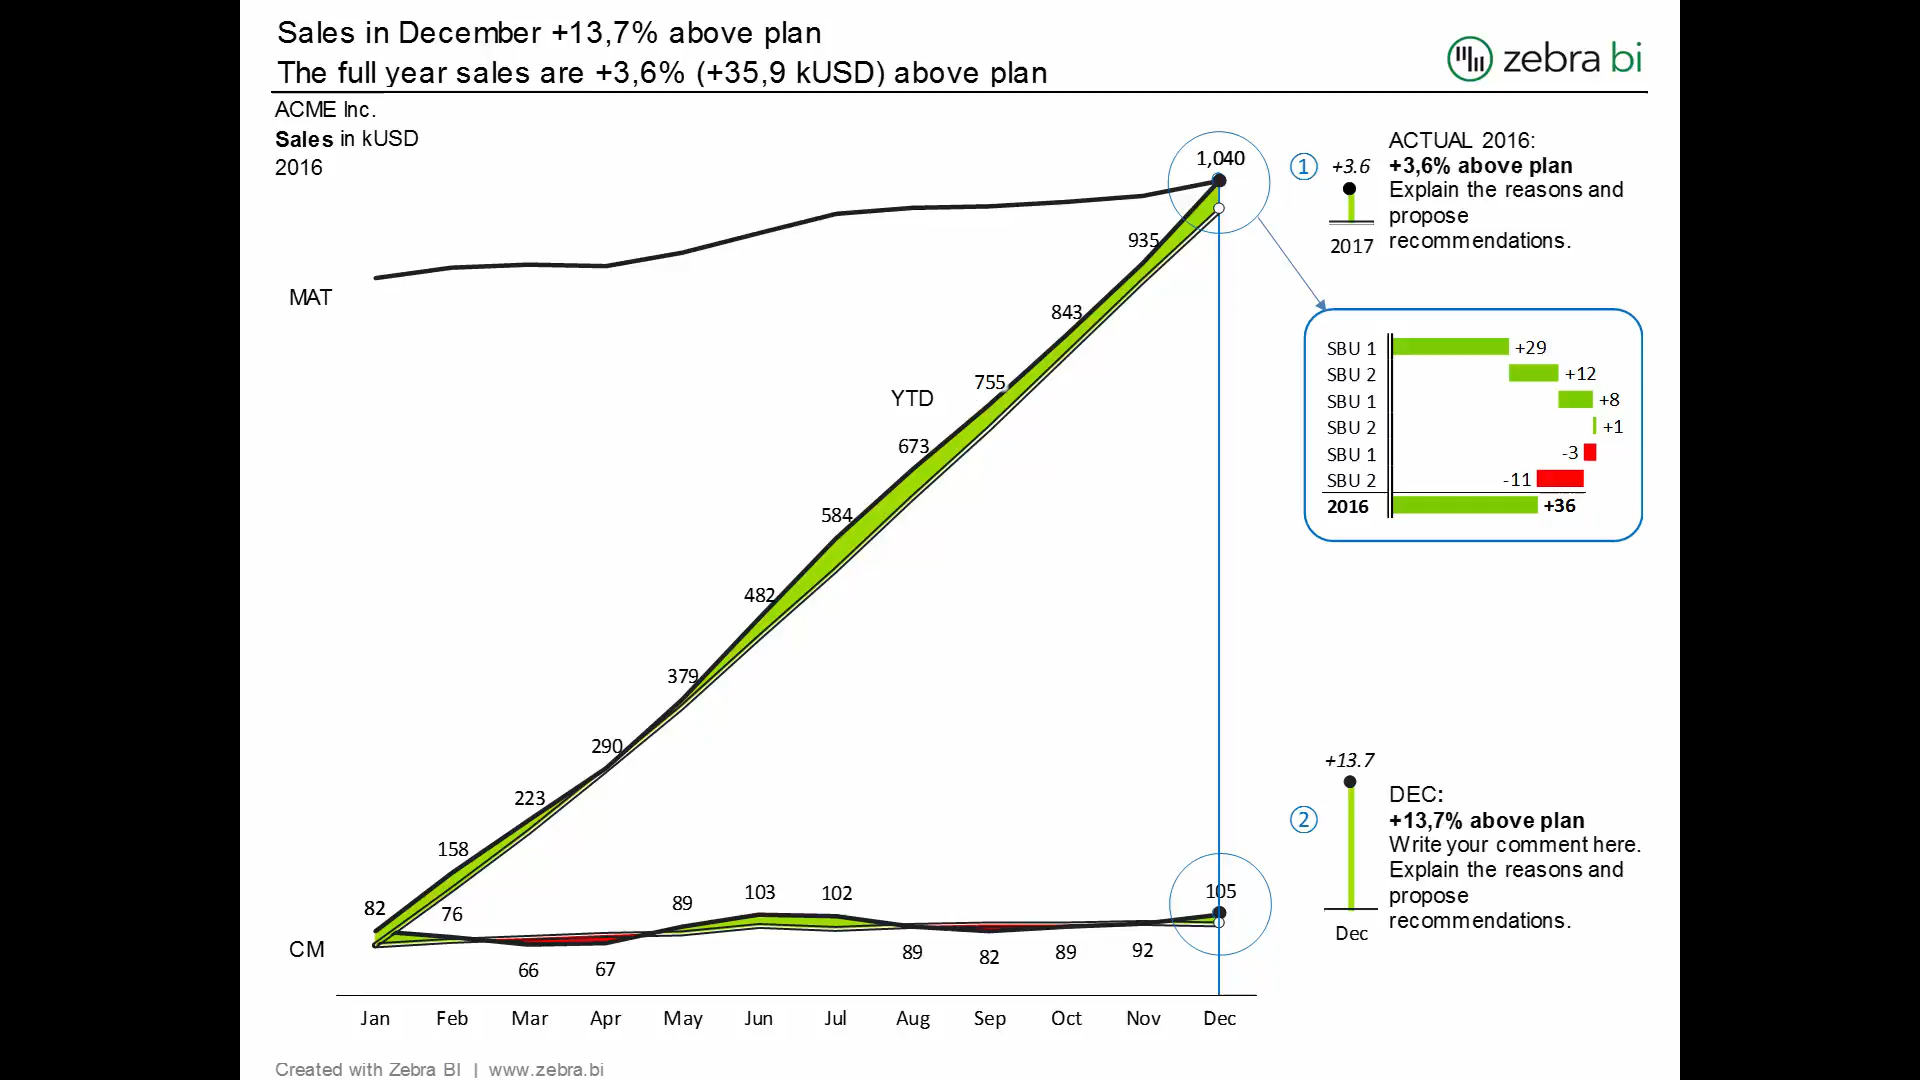 Sales in December +13,7% above plan
The full year sales are +3,6% (+35,9 kUSD) above plan
zebra bi
ACME Inc.
Sales in kUSD
2016
MAT
YTD
CM
1,040
935
843
755
673
584
482
379
290
223
158
82
76
66
67
89
103
102
89
82
89
92
105
Jan Feb Mar Apr May Jun Jul Aug Sep Oct Nov Dec
1
+3.6
2017
ACTUAL 2016:
+3,6% above plan
Explain the reasons and
propose
recommendations.
SBU 1 +29
SBU 2 +12
SBU 1 +8
SBU 2 +1
SBU 1 -3
SBU 2 -11
2016 +36
2
+13.7
Dec
DEC:
+13,7% above plan
Write your comment here.
Explain the reasons and
propose
recommendations.
Created with Zebra BI | www.zebra.bi